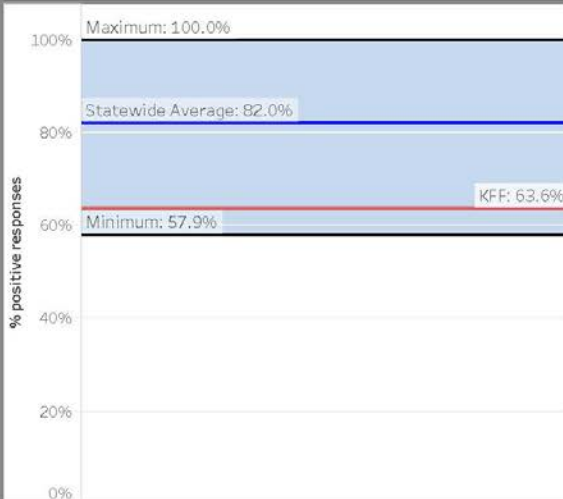 Maximum: 100.0%
100%
Statewide Average: 82.0%
80%
KFF: 63.6%
Minimum: 57.9%
60%
% positive responses
40%
20%
0%